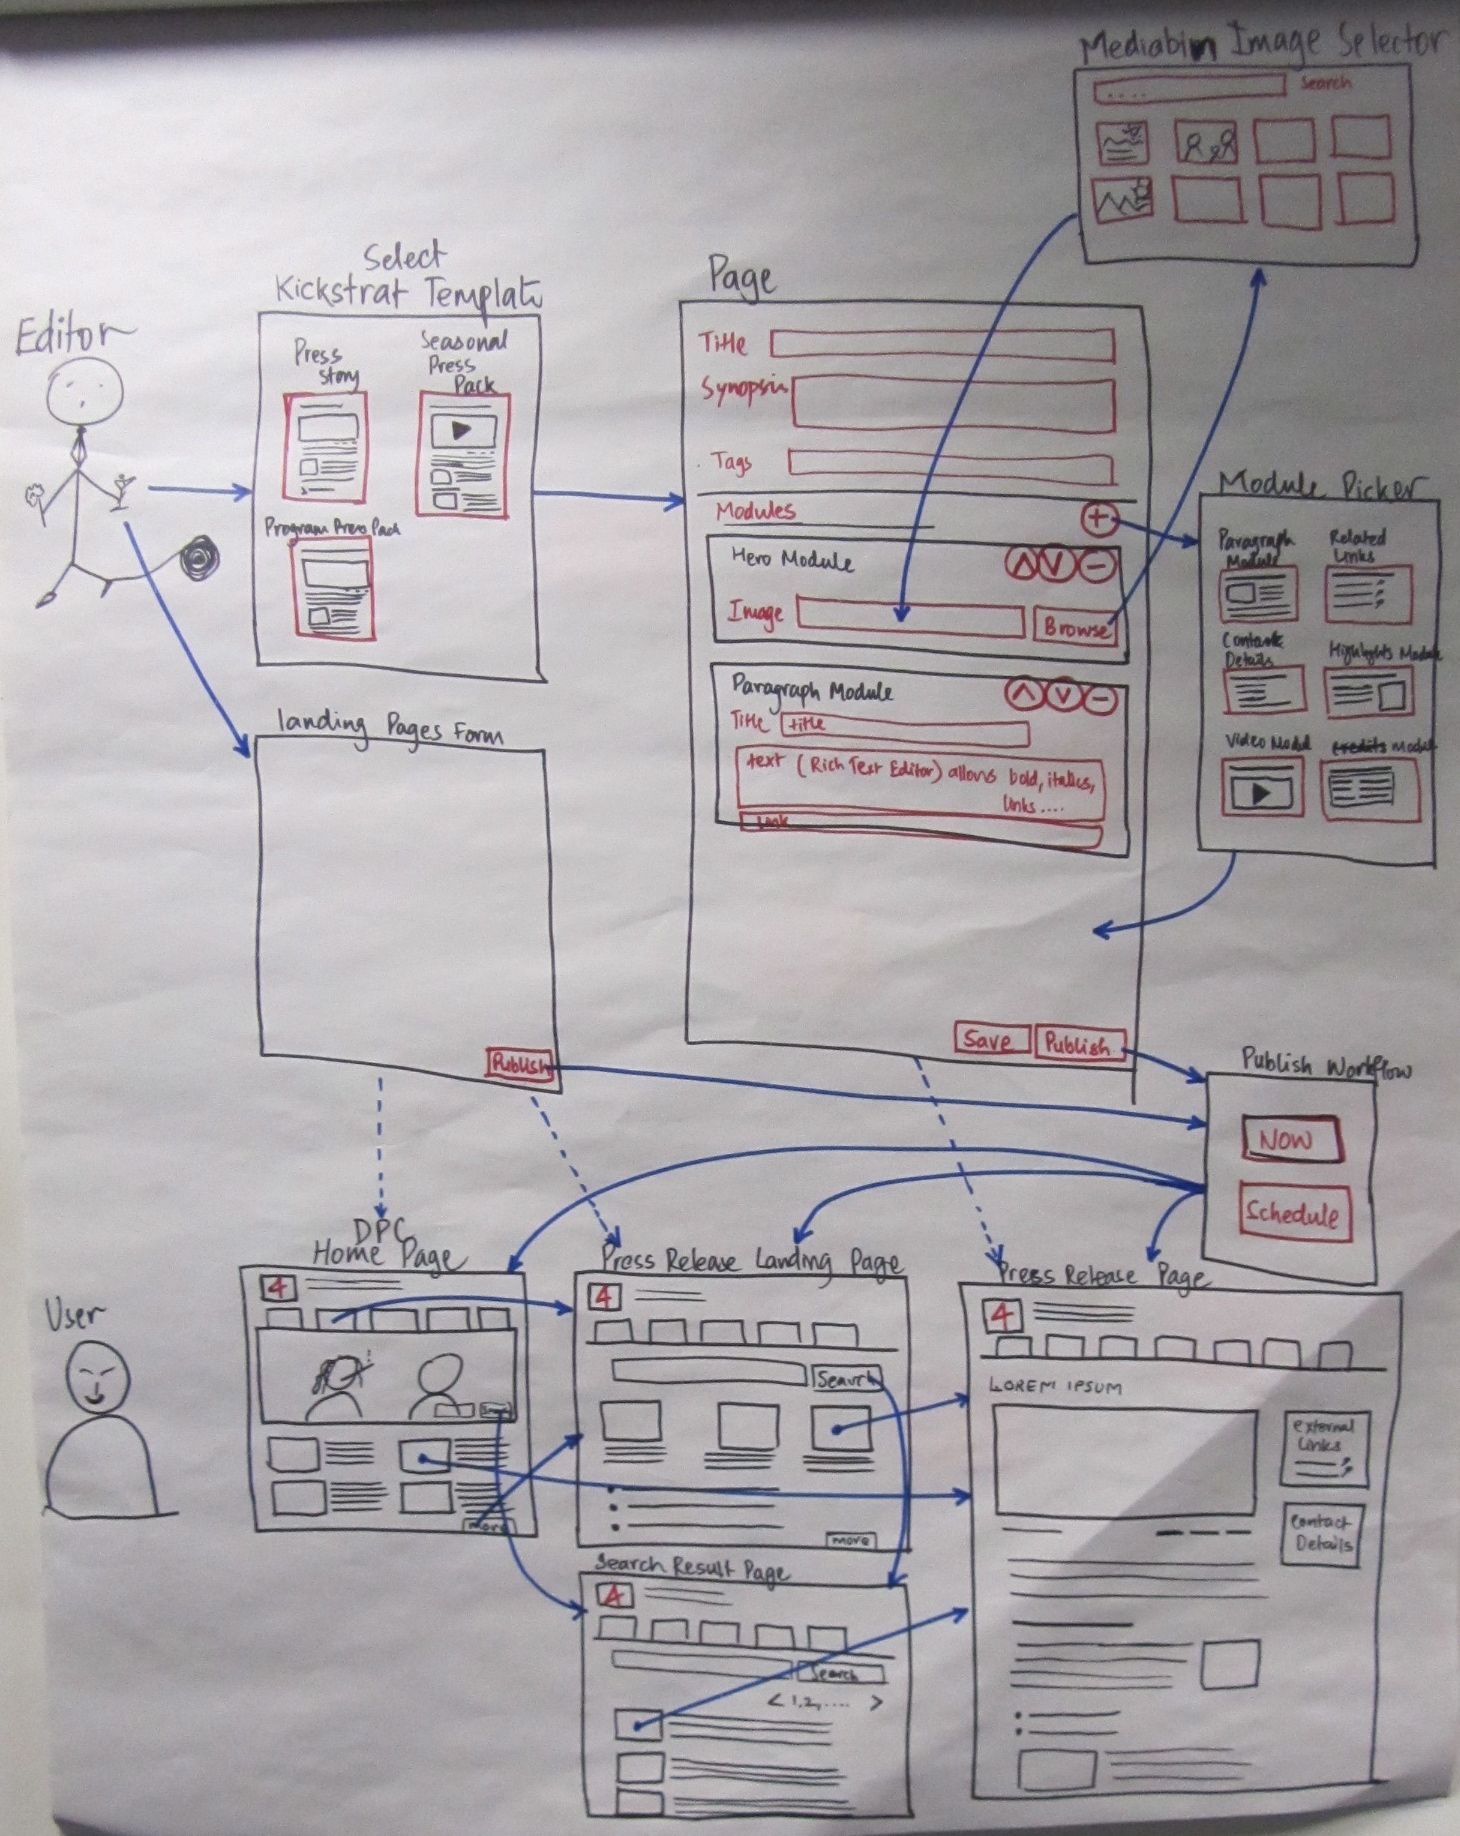 Mediabin Image Selector
....
Search
Select
Kickstrat Template
Page
Editor
Press
Story
Seasonal
Press
Pack
Program Press Pack
Title
Synopsis
Tags
Modules
+
Hero Module
Image
Browse
Paragraph Module
Title
title
text (Rich Text Editor) allows bold, italics,
links ....
Link
Save
Publish
Module Picker
Paragraph
Module
Related
Links
Contact
Details
Highlights Module
Video Modul
Credits Modul
landing Pages Form
Publish
Publish Workflow
NOW
Schedule
User
DPC
Home Page
4
Search
more
Press Release Landing Page
4
Search
more
Search Result Page
4
Search
< 1,2,.... >
Press Release Page
4
LOREM IPSUM
external
Links
Contact
Details